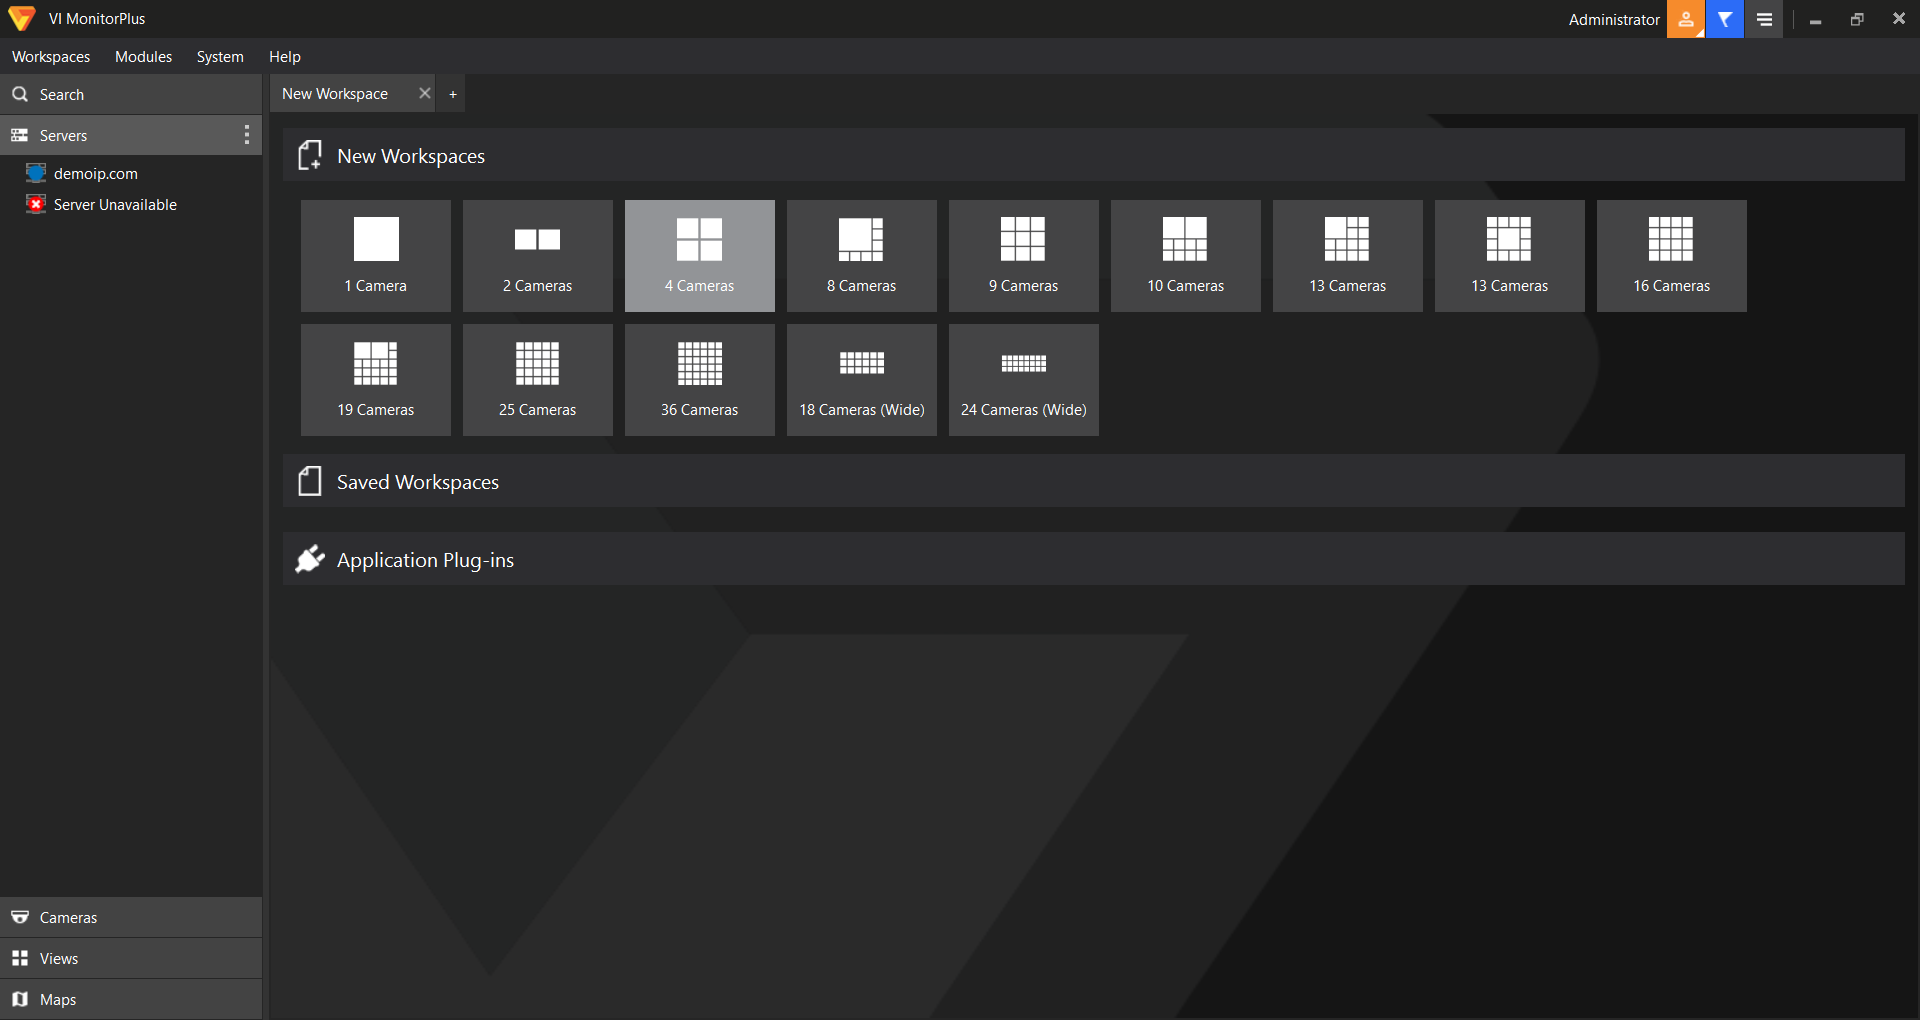 VI MonitorPlus
Administrator
Workspaces Modules System Help
Search
New Workspace
Servers
demoip.com
Server Unavailable
New Workspaces
1 Camera
2 Cameras
4 Cameras
8 Cameras
9 Cameras
10 Cameras
13 Cameras
13 Cameras
16 Cameras
19 Cameras
25 Cameras
36 Cameras
18 Cameras (Wide)
24 Cameras (Wide)
Saved Workspaces
Application Plug-ins
Cameras
Views
Maps